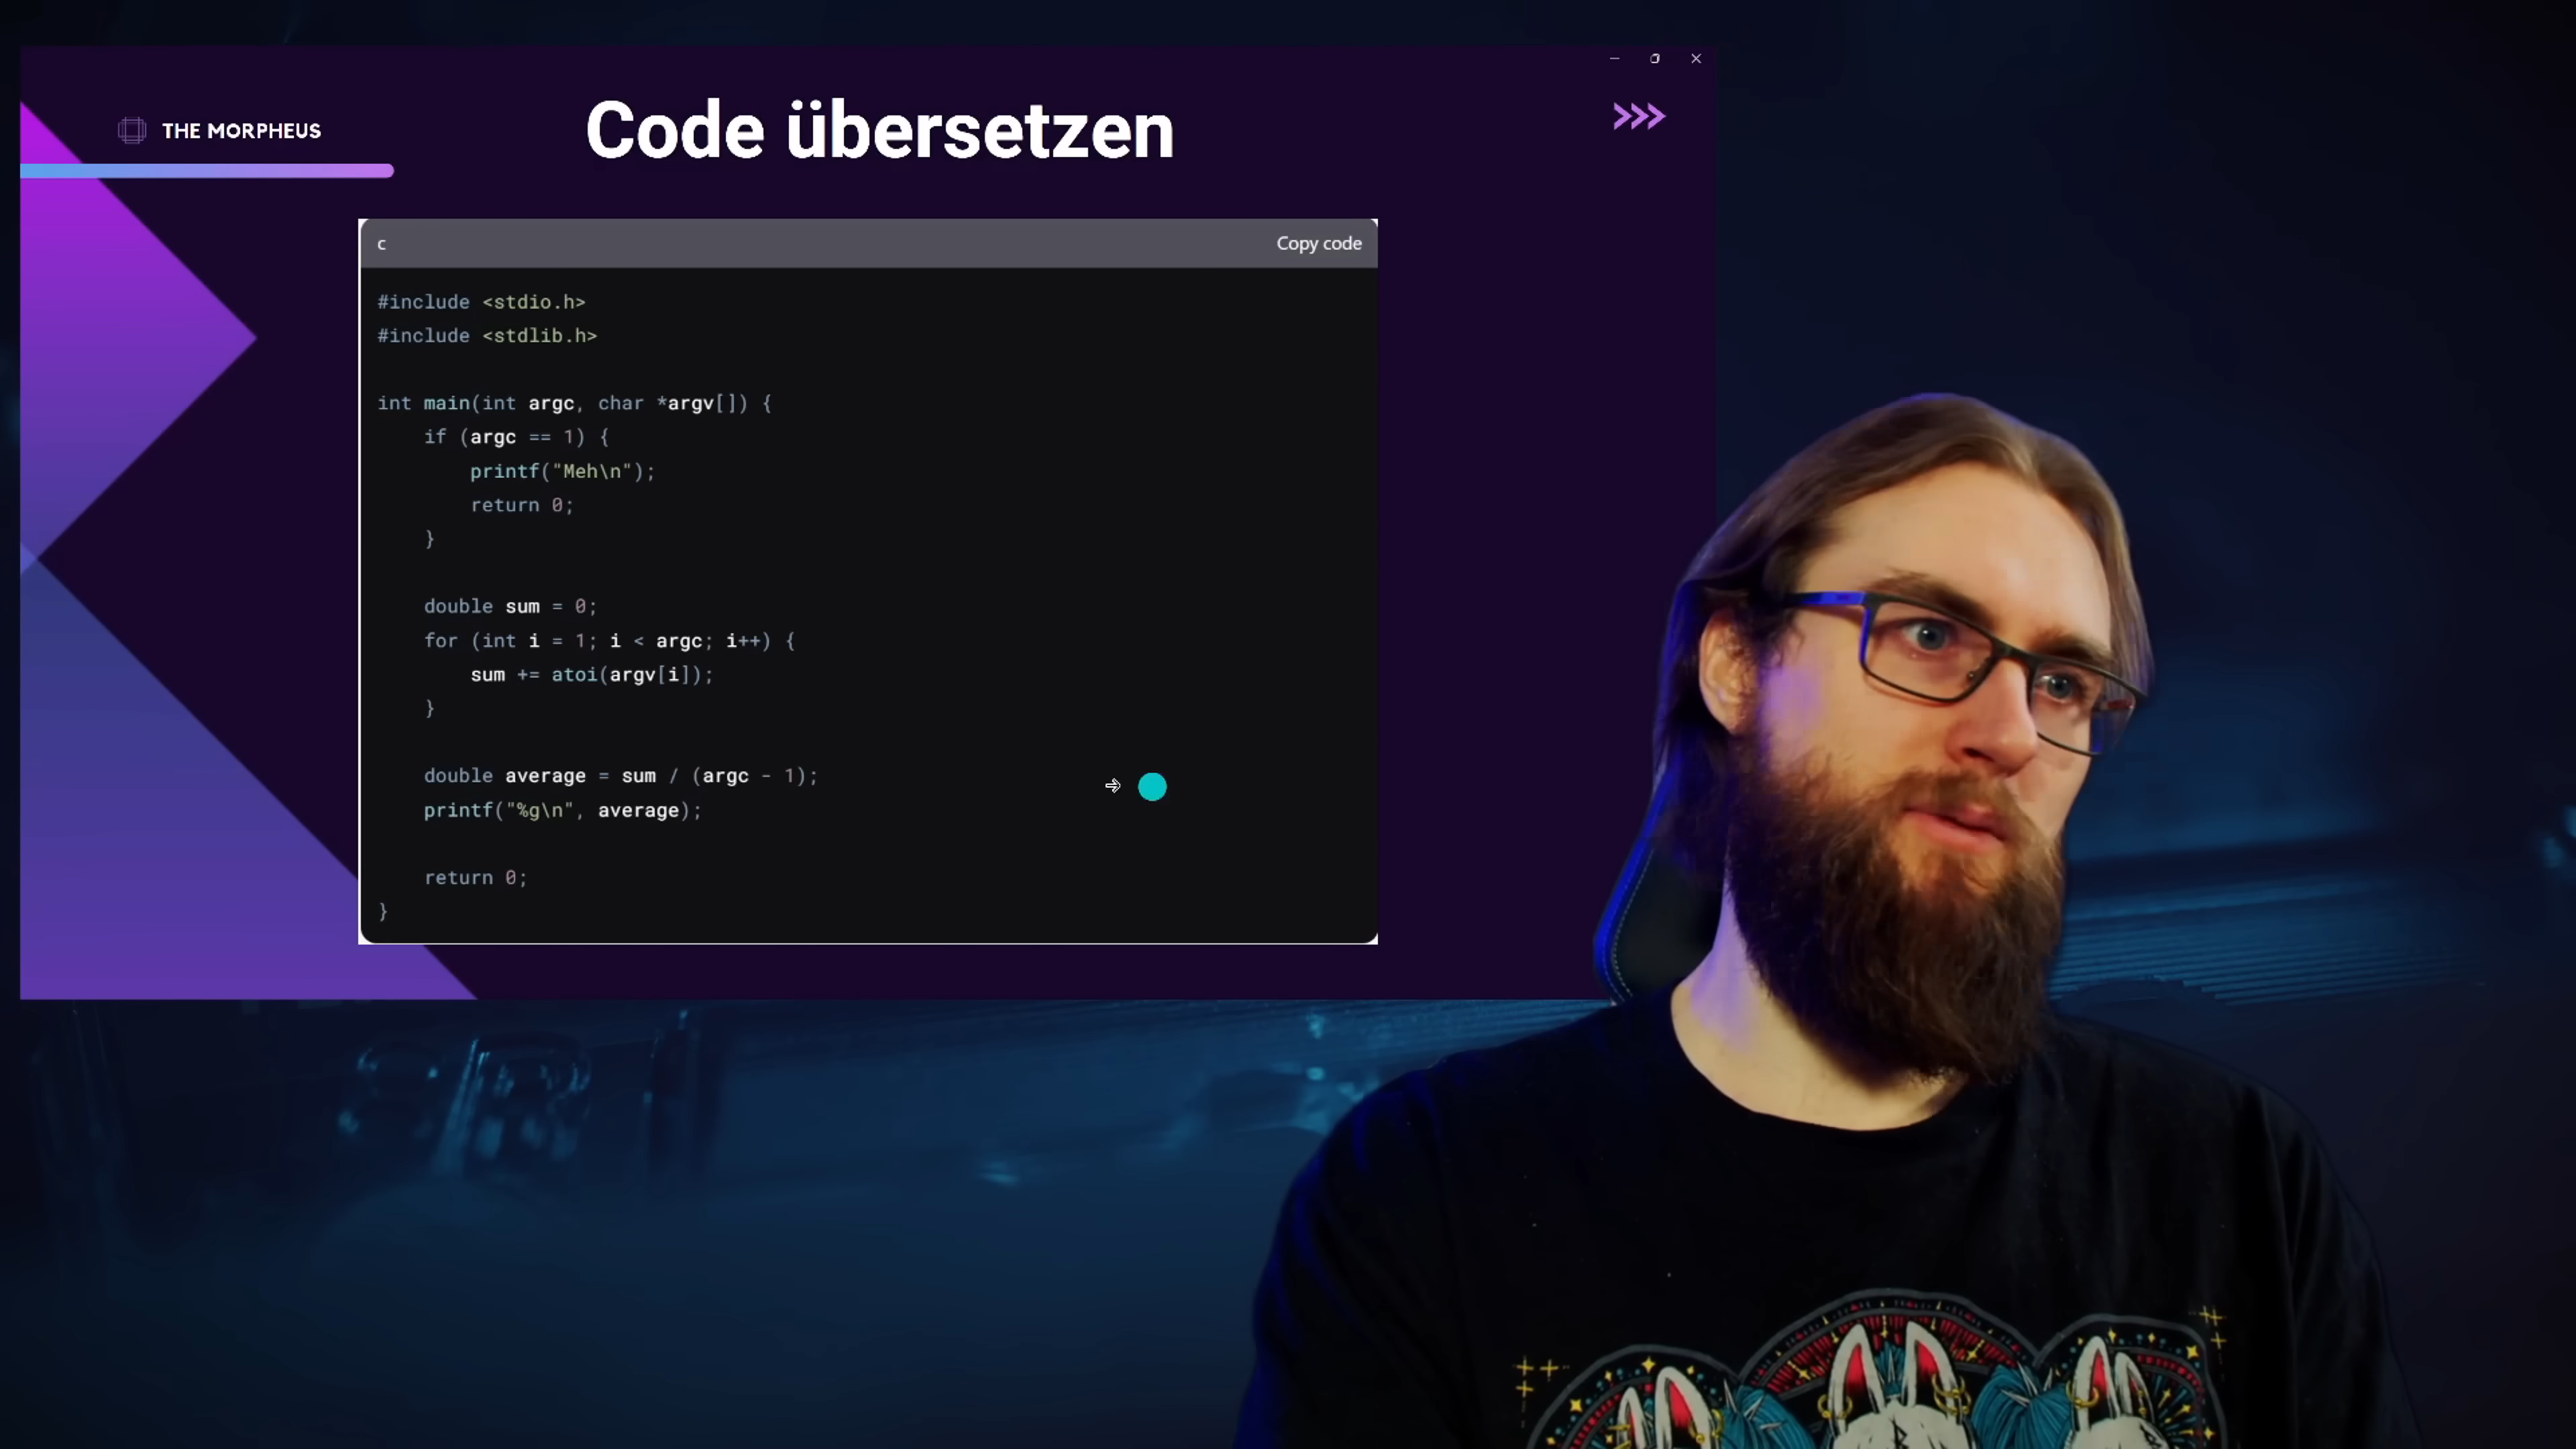 THE MORPHEUS
Code übersetzen
c
Copy code
#include <stdio.h>
#include <stdlib.h>
int main(int argc, char *argv[]) {
    if (argc == 1) {
        printf("Meh\n");
        return 0;
    }
    double sum = 0;
    for (int i = 1; i < argc; i++) {
        sum += atoi(argv[i]);
    }
    double average = sum / (argc - 1);
    printf("%g\n", average);
    return 0;
}